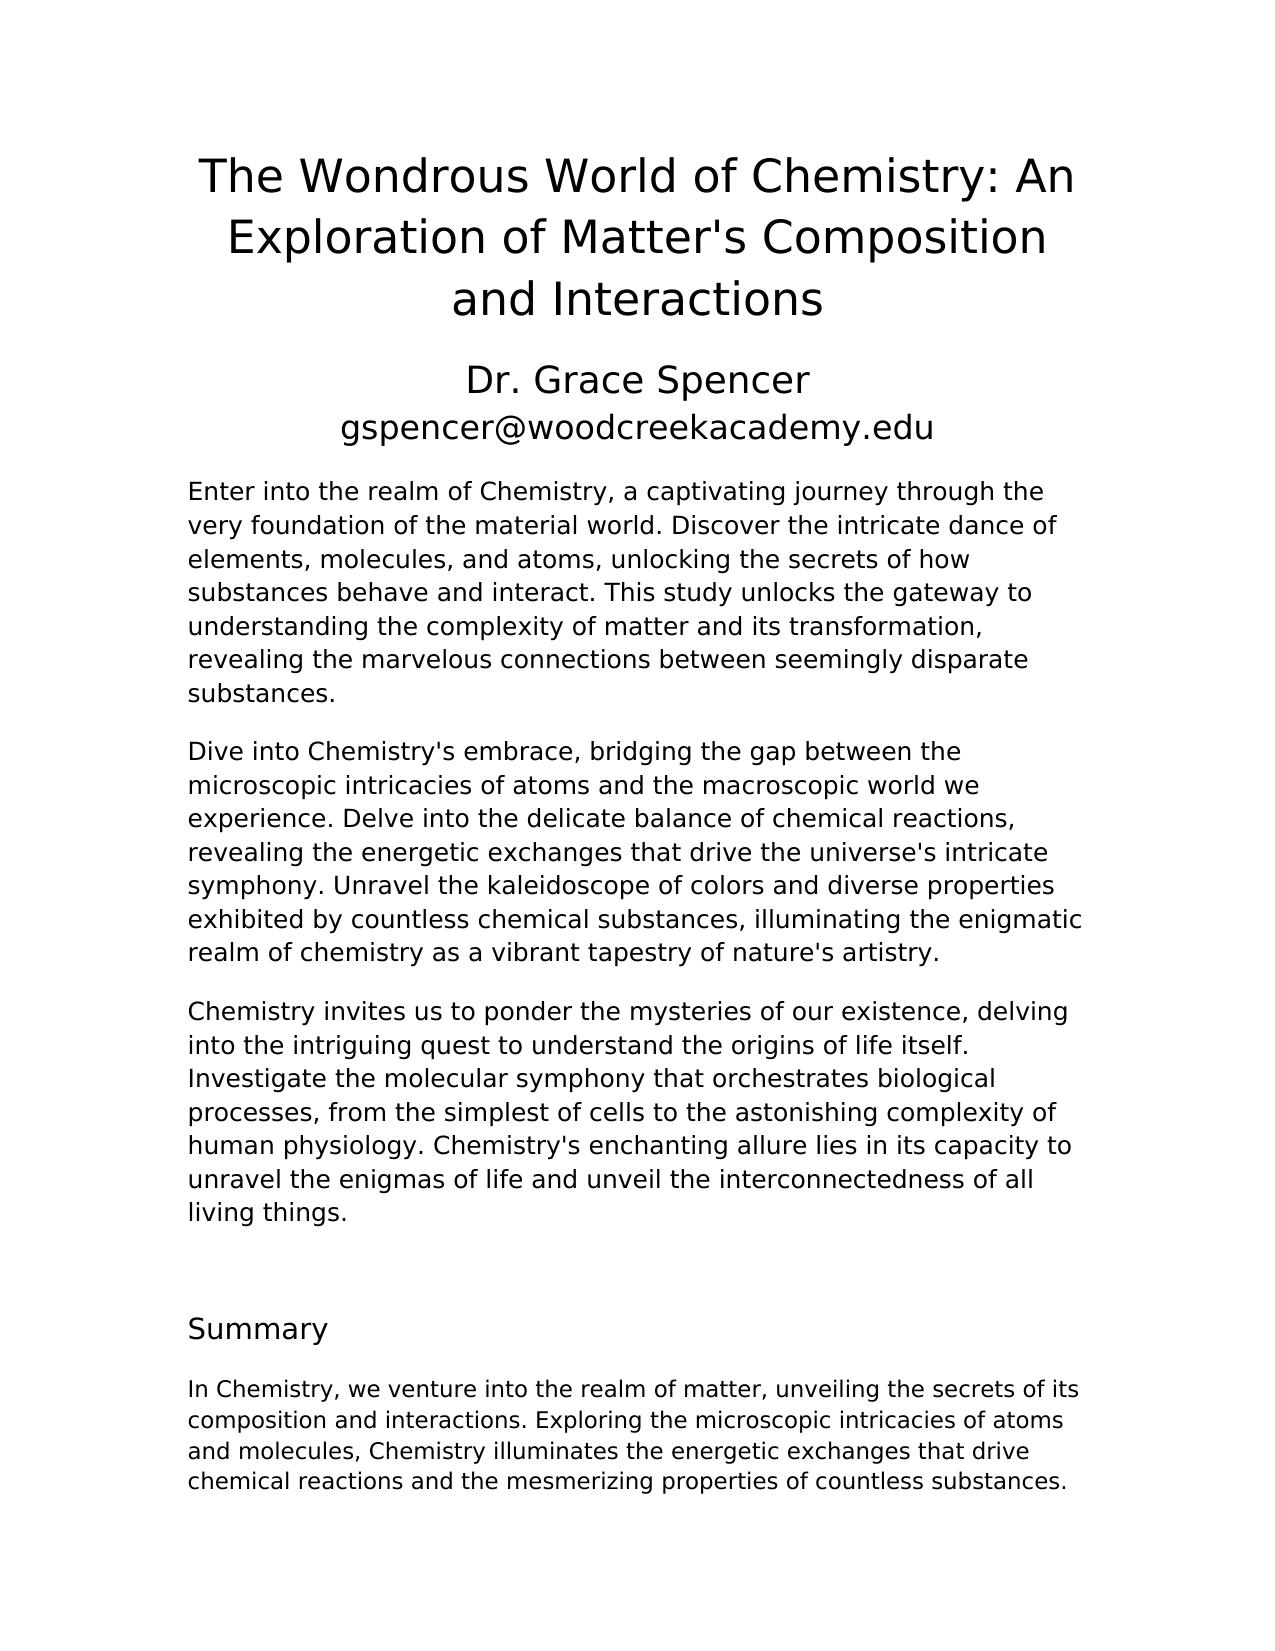 The Wondrous World of Chemistry: An
Exploration of Matter's Composition
and Interactions
Dr. Grace Spencer
gspencer@woodcreekacademy.edu
Enter into the realm of Chemistry, a captivating journey through the
very foundation of the material world. Discover the intricate dance of
elements, molecules, and atoms, unlocking the secrets of how
substances behave and interact. This study unlocks the gateway to
understanding the complexity of matter and its transformation,
revealing the marvelous connections between seemingly disparate
substances.
Dive into Chemistry's embrace, bridging the gap between the
microscopic intricacies of atoms and the macroscopic world we
experience. Delve into the delicate balance of chemical reactions,
revealing the energetic exchanges that drive the universe's intricate
symphony. Unravel the kaleidoscope of colors and diverse properties
exhibited by countless chemical substances, illuminating the enigmatic
realm of chemistry as a vibrant tapestry of nature's artistry.
Chemistry invites us to ponder the mysteries of our existence, delving
into the intriguing quest to understand the origins of life itself.
Investigate the molecular symphony that orchestrates biological
processes, from the simplest of cells to the astonishing complexity of
human physiology. Chemistry's enchanting allure lies in its capacity to
unravel the enigmas of life and unveil the interconnectedness of all
living things.
Summary
In Chemistry, we venture into the realm of matter, unveiling the secrets of its
composition and interactions. Exploring the microscopic intricacies of atoms
and molecules, Chemistry illuminates the energetic exchanges that drive
chemical reactions and the mesmerizing properties of countless substances.